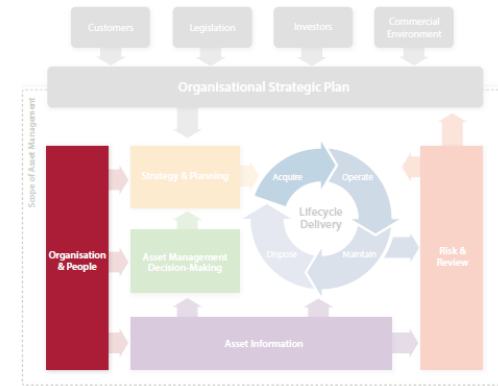 Customers
Legislation
Investors
Commercial
Environment
Organisational Strategic Plan
Scope of Asset Management
Organisation
& People
Strategy & Planning
Acquire
Operate
Lifecycle
Delivery
Asset Management
Decision-Making
Dispose
Maintain
Risk &
Review
Asset Information